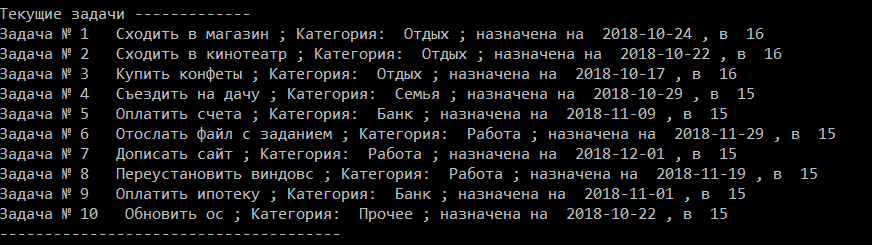 Текущие задачи -------------
Задача № 1   Сходить в магазин ; Категория:  Отдых ; назначена на  2018-10-24 , в  16
Задача № 2   Сходить в кинотеатр ; Категория:  Отдых ; назначена на  2018-10-22 , в  16
Задача № 3   Купить конфеты ; Категория:  Отдых ; назначена на  2018-10-17 , в  16
Задача № 4   Съездить на дачу ; Категория:  Семья ; назначена на  2018-10-29 , в  15
Задача № 5   Оплатить счета ; Категория:  Банк ; назначена на  2018-11-09 , в  15
Задача № 6   Отослать файл с заданием ; Категория:  Работа ; назначена на  2018-11-29 , в  15
Задача № 7   Дописать сайт ; Категория:  Работа ; назначена на  2018-12-01 , в  15
Задача № 8   Переустановить виндовс ; Категория:  Работа ; назначена на  2018-11-19 , в  15
Задача № 9   Оплатить ипотеку ; Категория:  Банк ; назначена на  2018-11-01 , в  15
Задача № 10   Обновить ос ; Категория:  Прочее ; назначена на  2018-10-22 , в  15
--------------------------------------